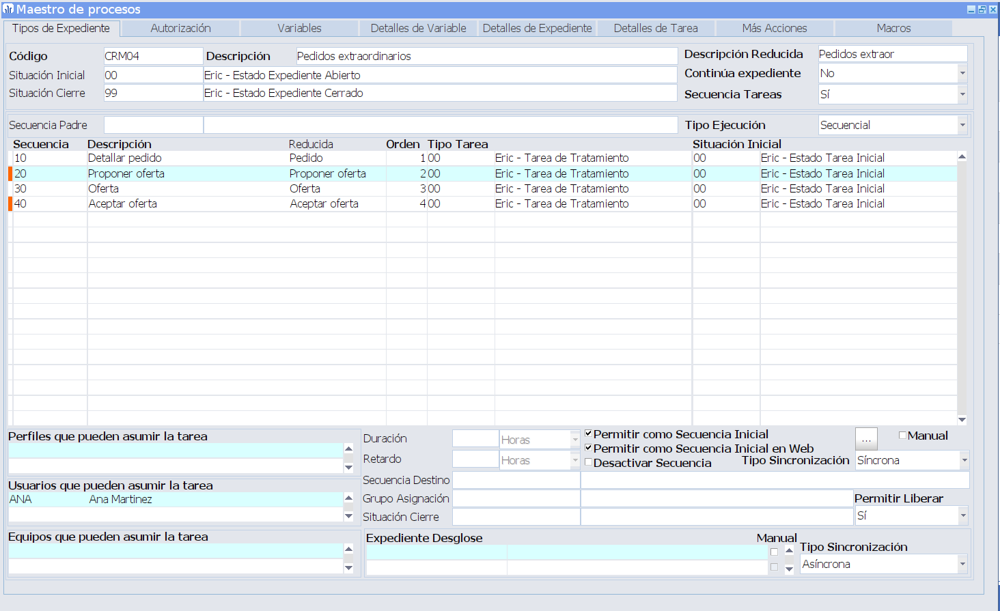 Maestro de procesos
Tipos de Expediente Autorización Variables Detalles de Variable Detalles de Expediente Detalles de Tarea Más Acciones Macros
Código CRM04 Descripción Pedidos extraordinarios Descripción Reducida Pedidos extraor
Situación Inicial 00 Eric - Estado Expediente Abierto Continúa expediente No
Situación Cierre 99 Eric - Estado Expediente Cerrado Secuencia Tareas Sí
Secuencia Padre Tipo Ejecución Secuencial
Secuencia Descripción Reducida Orden Tipo Tarea Situación Inicial
10 Detallar pedido Pedido 1 00 Eric - Tarea de Tratamiento 00 Eric - Estado Tarea Inicial
20 Proponer oferta Proponer oferta 2 00 Eric - Tarea de Tratamiento 00 Eric - Estado Tarea Inicial
30 Oferta Oferta 3 00 Eric - Tarea de Tratamiento 00 Eric - Estado Tarea Inicial
40 Aceptar oferta Aceptar oferta 4 00 Eric - Tarea de Tratamiento 00 Eric - Estado Tarea Inicial
Perfiles que pueden asumir la tarea
Usuarios que pueden asumir la tarea
ANA Ana Martinez
Equipos que pueden asumir la tarea
Duración Horas
Retardo Horas
Permitir como Secuencia Inicial ... Manual
Permitir como Secuencia Inicial en Web
Desactivar Secuencia Tipo Sincronización Síncrona
Secuencia Destino
Grupo Asignación Permitir Liberar
Situación Cierre Sí
Expediente Desglose Manual Tipo Sincronización
Asíncrona